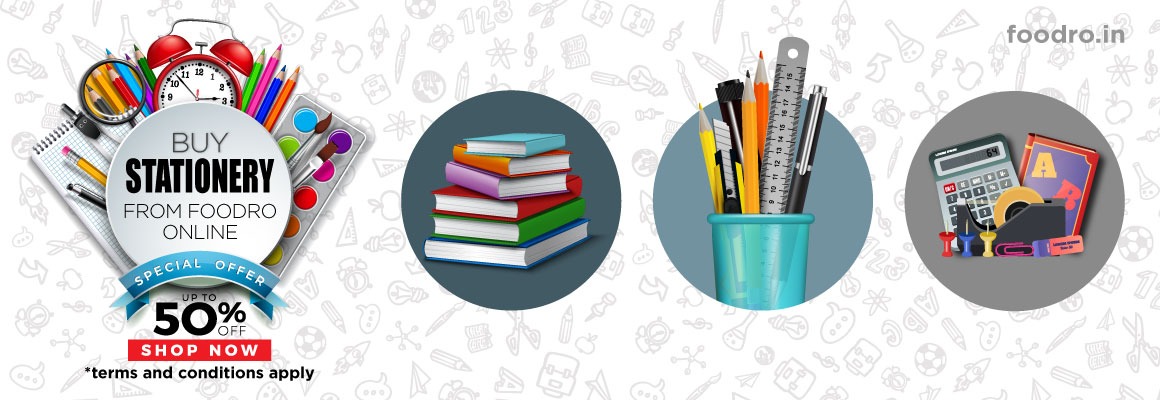 BUY
STATIONERY
FROM FOODRO
ONLINE
SPECIAL OFFER
UP TO
50%
OFF
SHOP NOW
*terms and conditions apply
foodro.in
64
A
B